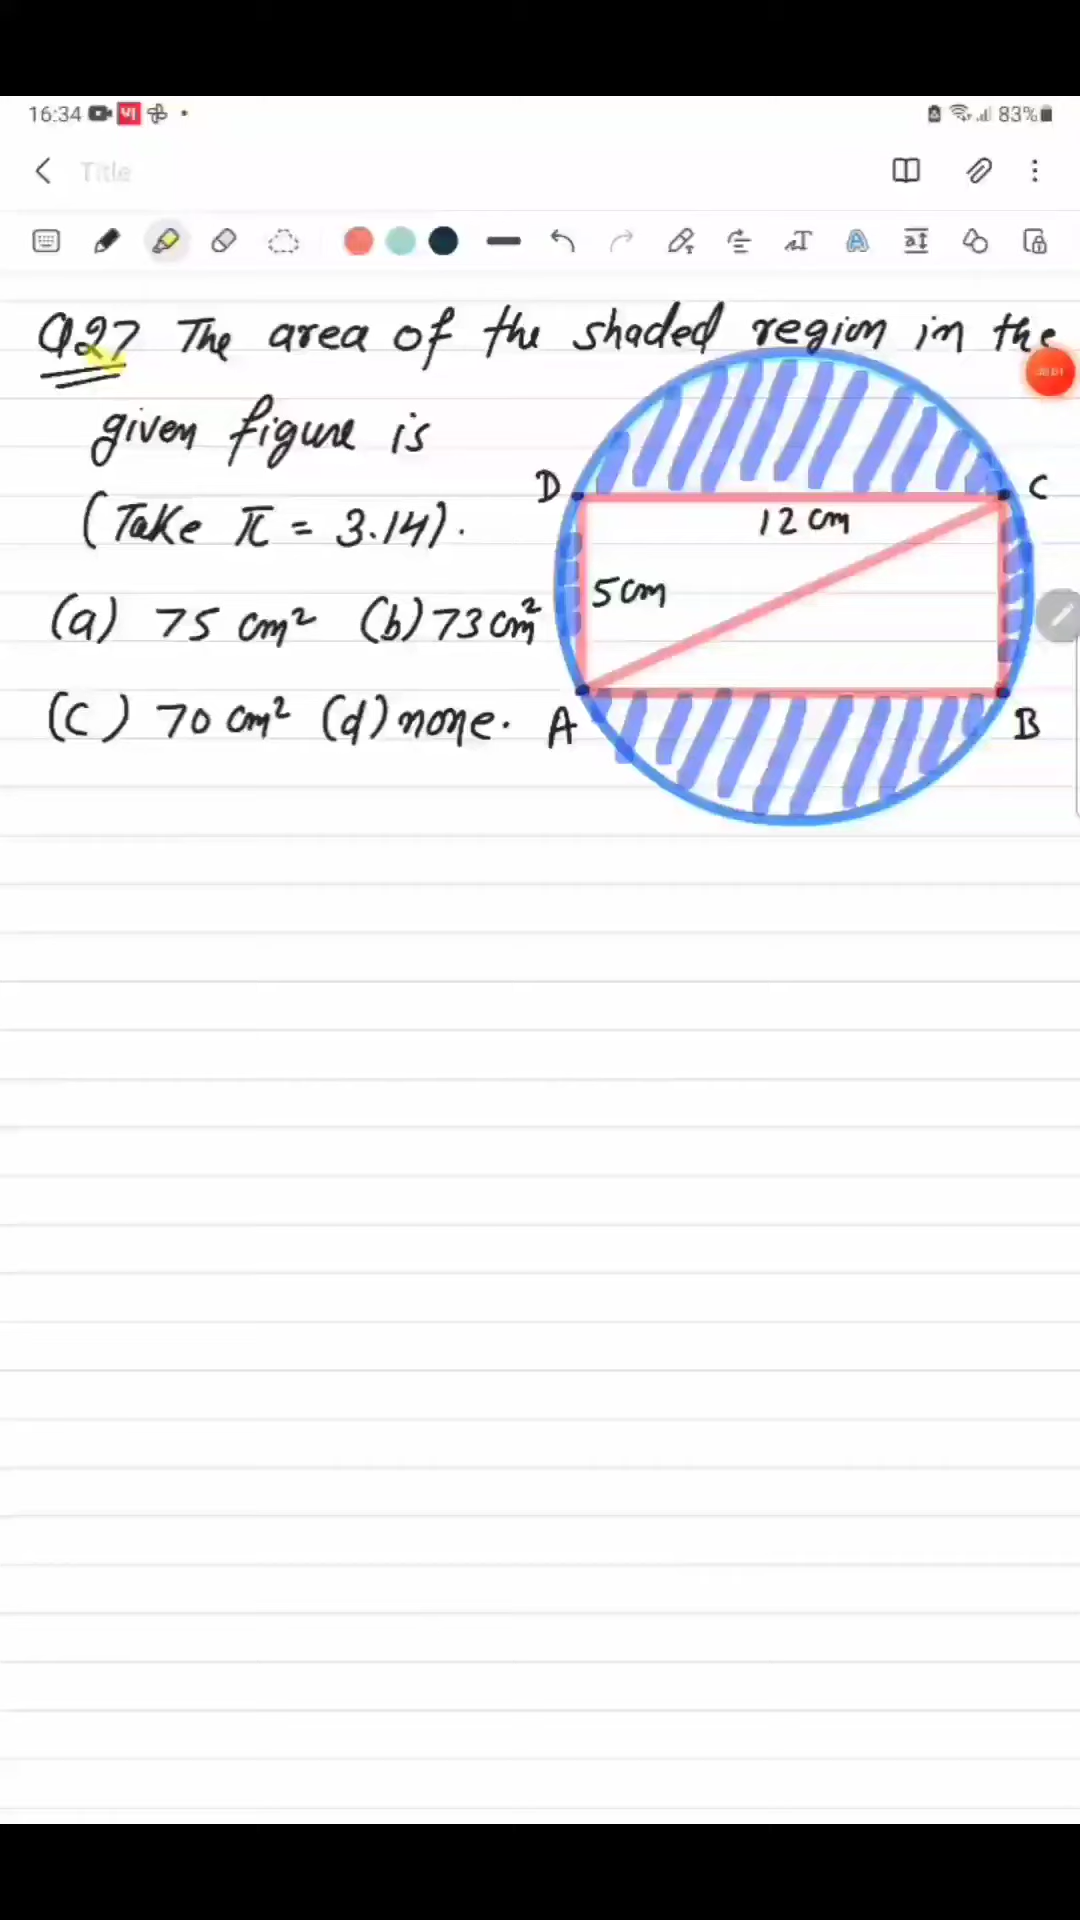 16:34 

83%
Title
Q27 The area of the shaded region in the
given figure is
(Take π = 3.14).
(a) 75 cm² (b) 73 cm²
(C) 70 cm² (d) none.
D
C
12 cm
5cm
A
B